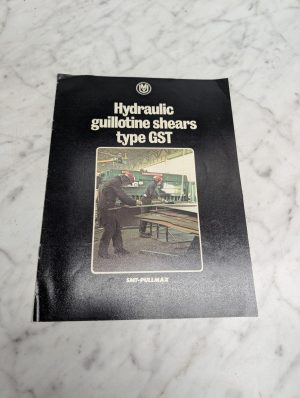 Hydraulic
guillotine shears
type GST
SMT-PULLMAX